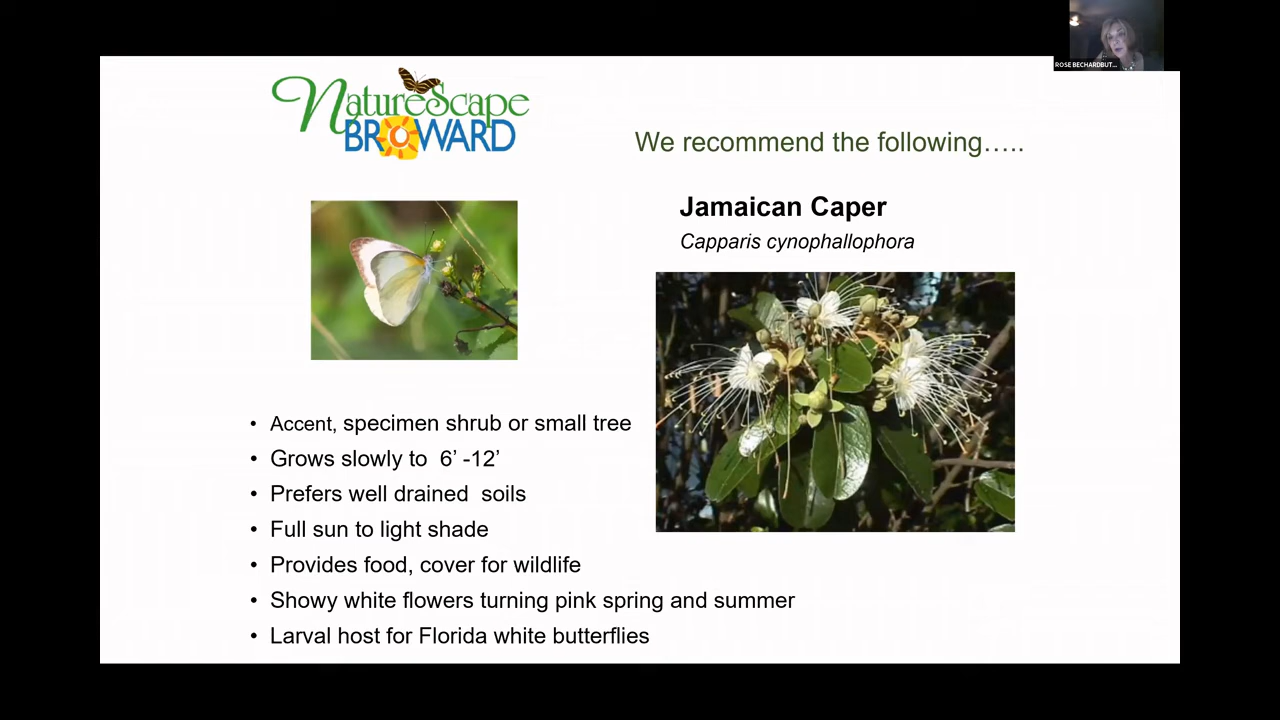 ROSE BECHARDBUT...
NatureScape
BROWARD
We recommend the following…..
Jamaican Caper
Capparis cynophallophora
• Accent, specimen shrub or small tree
• Grows slowly to 6’ -12’
• Prefers well drained soils
• Full sun to light shade
• Provides food, cover for wildlife
• Showy white flowers turning pink spring and summer
• Larval host for Florida white butterflies